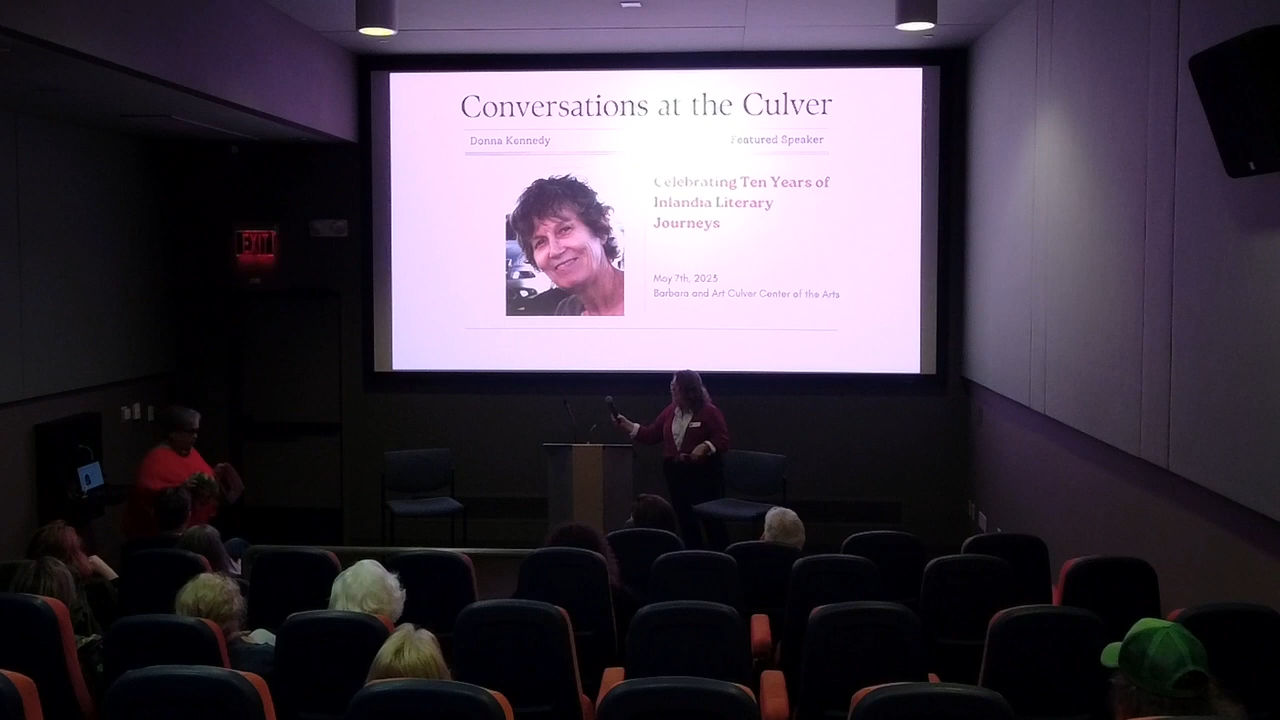 Conversations at the Culver
Donna Kennedy
Featured Speaker
Celebrating Ten Years of
Inlandia Literary
Journeys
May 7th, 2023
Barbara and Art Culver Center of the Arts
EXIT